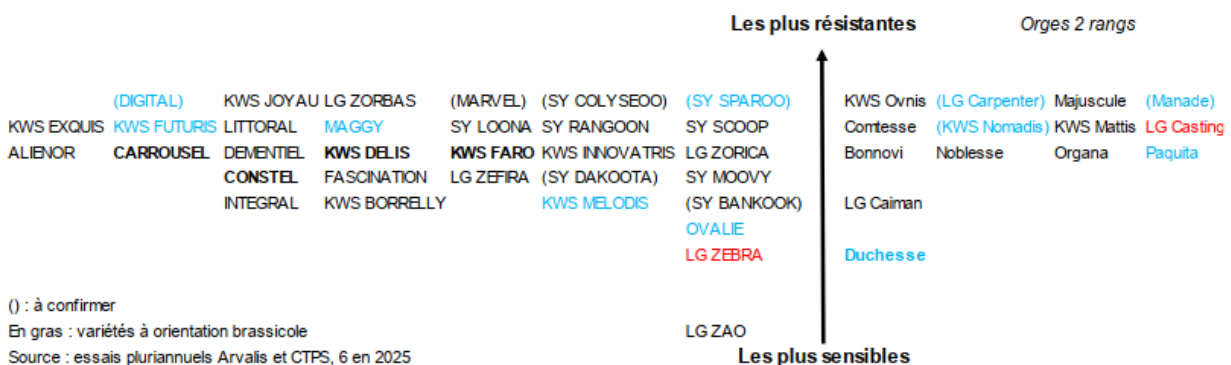 Les plus résistantes Orges 2 rangs
(DIGITAL) KWS JOYAU LG ZORBAS (MARVEL) (SY COLYSEOO) (SY SPAROO) KWS Ovnis (LG Carpenter) Majuscule (Manade)
KWS EXQUIS KWS FUTURIS LITTORAL MAGGY SY LOONA SY RANGOON SY SCOOP Comtesse (KWS Nomadis) KWS Mattis LG Casting
ALIENOR CARROUSEL DEMENTIEL KWS DELIS KWS FARO KWS INNOVATRIS LG ZORICA Bonnovi Noblesse Organa Paquita
CONSTEL FASCINATION LG ZEFIRA (SY DAKOOTA) SY MOOVY
INTEGRAL KWS BORRELLY KWS MELODIS (SY BANKOOK) LG Caiman
OVALIE
LG ZEBRA Duchesse
() : à confirmer
En gras : variétés à orientation brassicole LG ZAO
Source : essais pluriannuels Arvalis et CTPS, 6 en 2025 Les plus sensibles